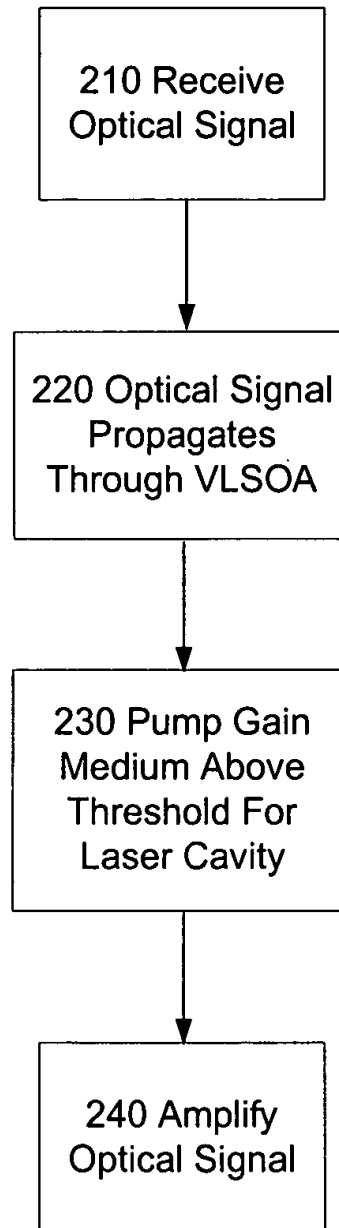 210 Receive
Optical Signal
220 Optical Signal
Propagates
Through VLSOA
230 Pump Gain
Medium Above
Threshold For
Laser Cavity
240 Amplify
Optical Signal